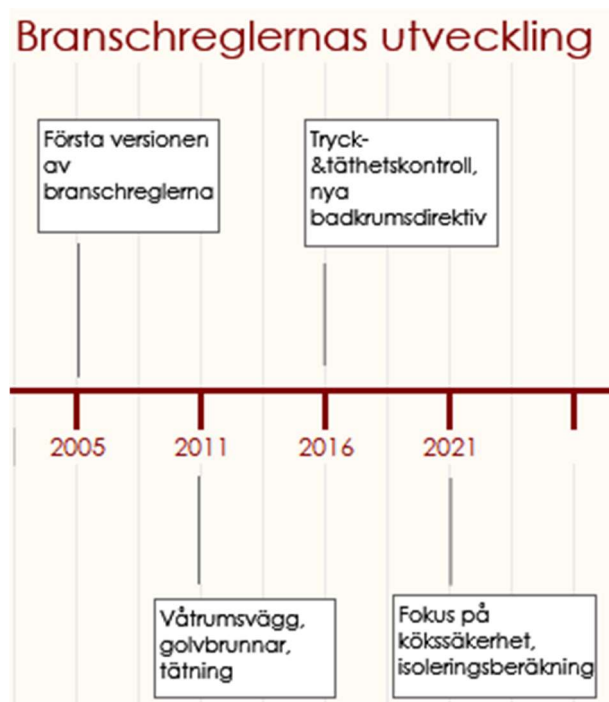 Branschreglernas utveckling
Första versionen
av
branschreglerna
Tryck-
&täthetskontroll,
nya
badkrumsdirektiv
2005
2011
2016
2021
Våtrumsvägg,
golvbrunnar,
tätning
Fokus på
kökssäkerhet,
isoleringsberäkning